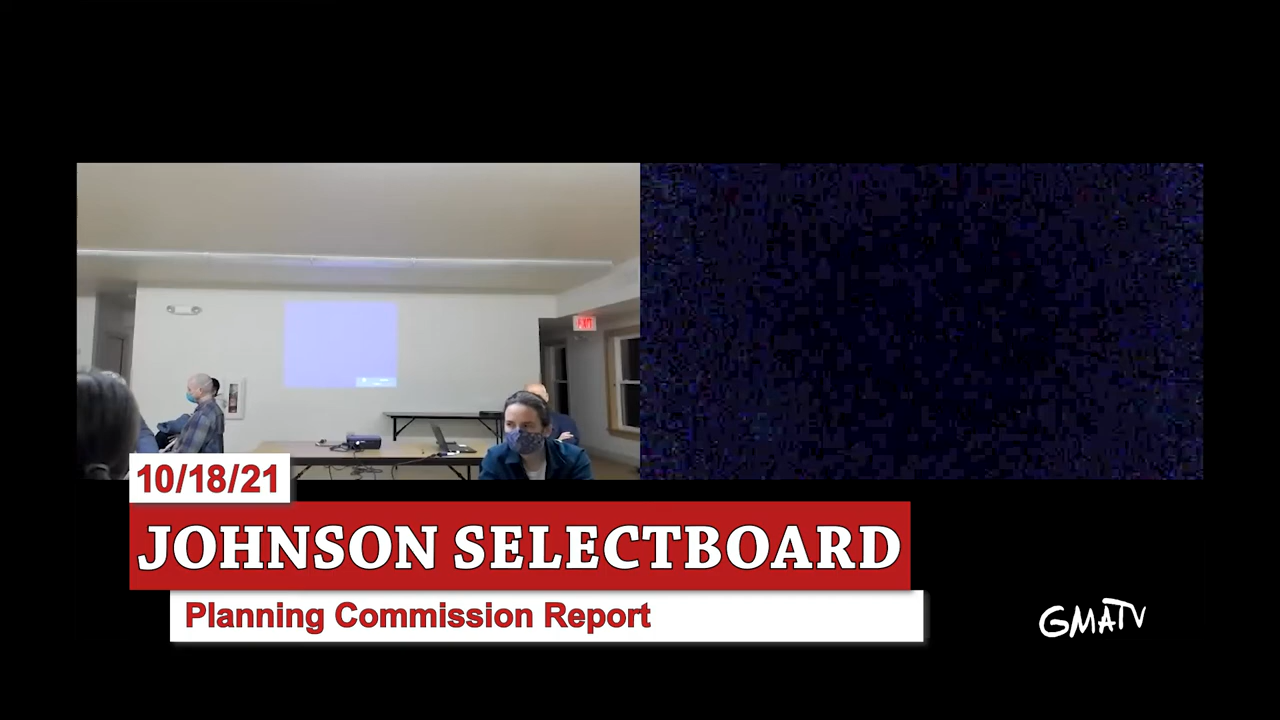 EXIT
10/18/21
JOHNSON SELECTBOARD
Planning Commission Report
GMATV